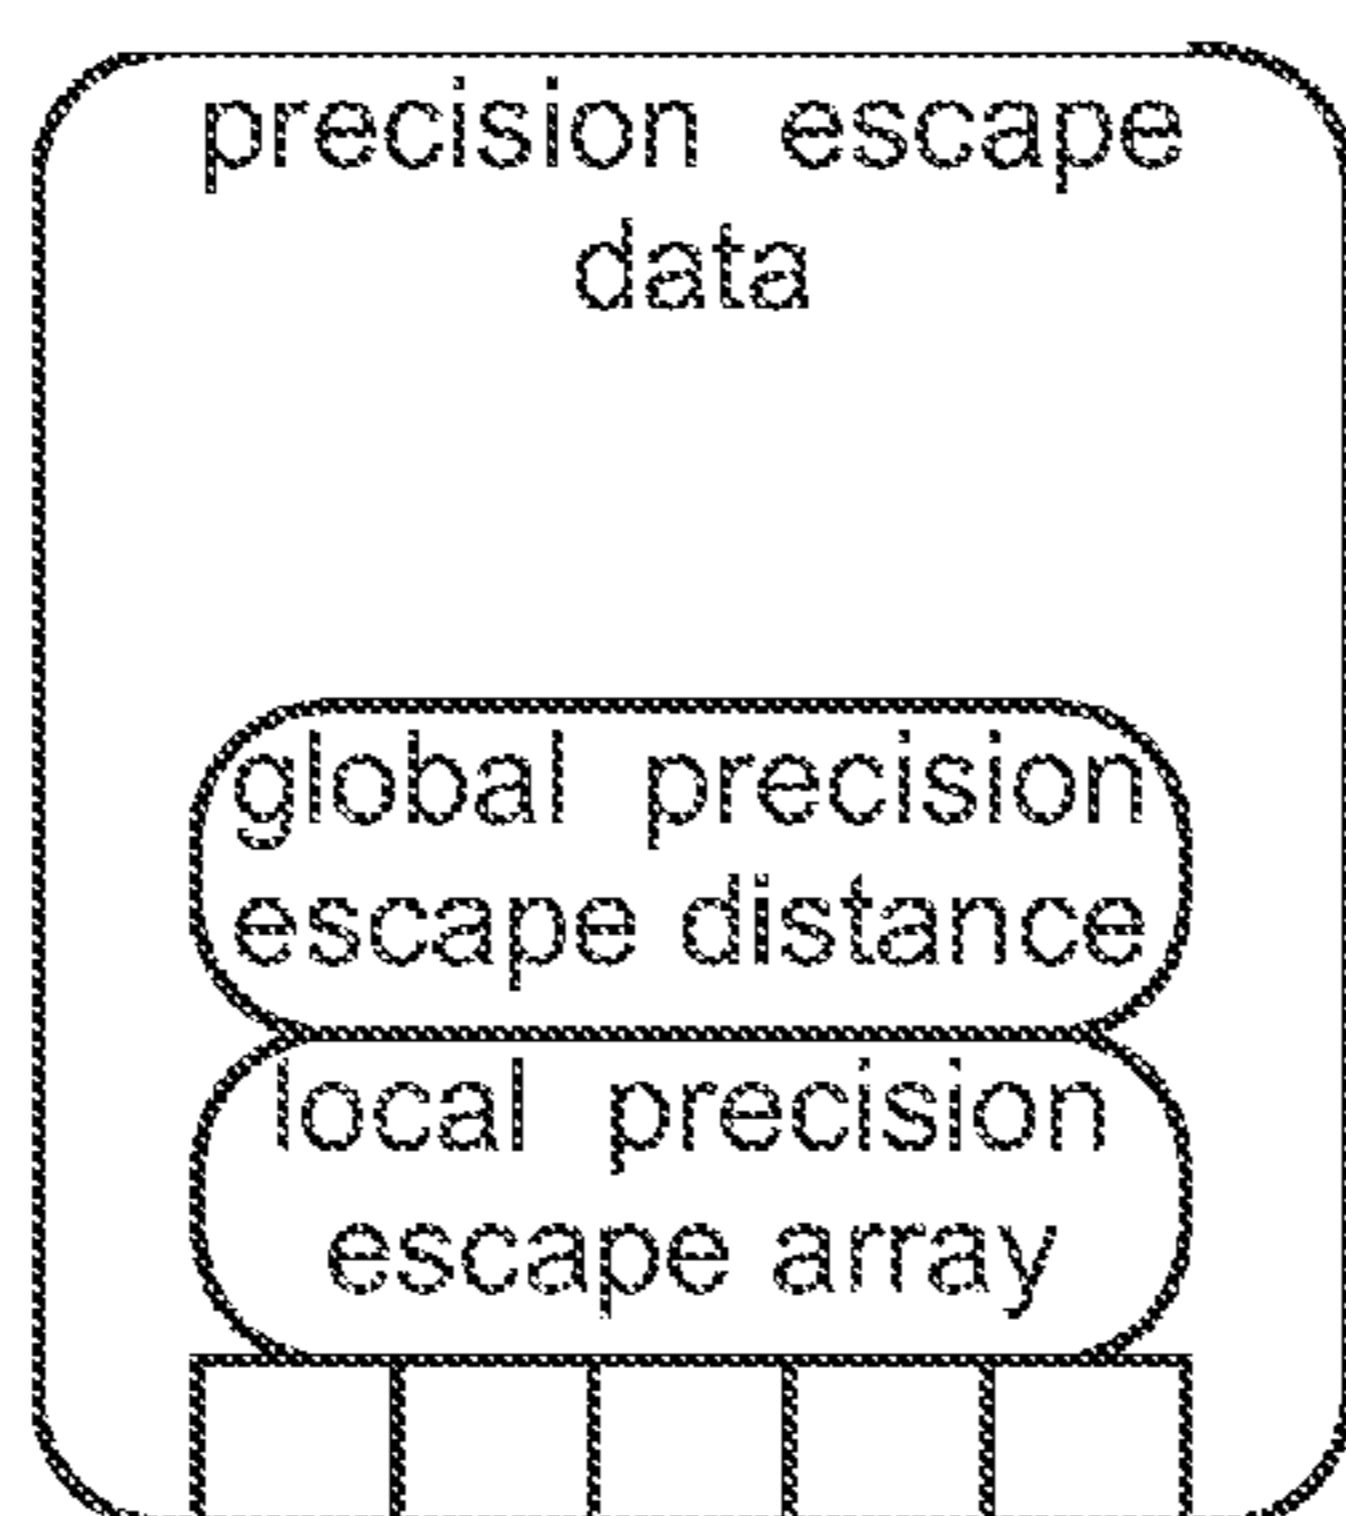 precision escape
data
global precision
escape distance
local precision
escape array